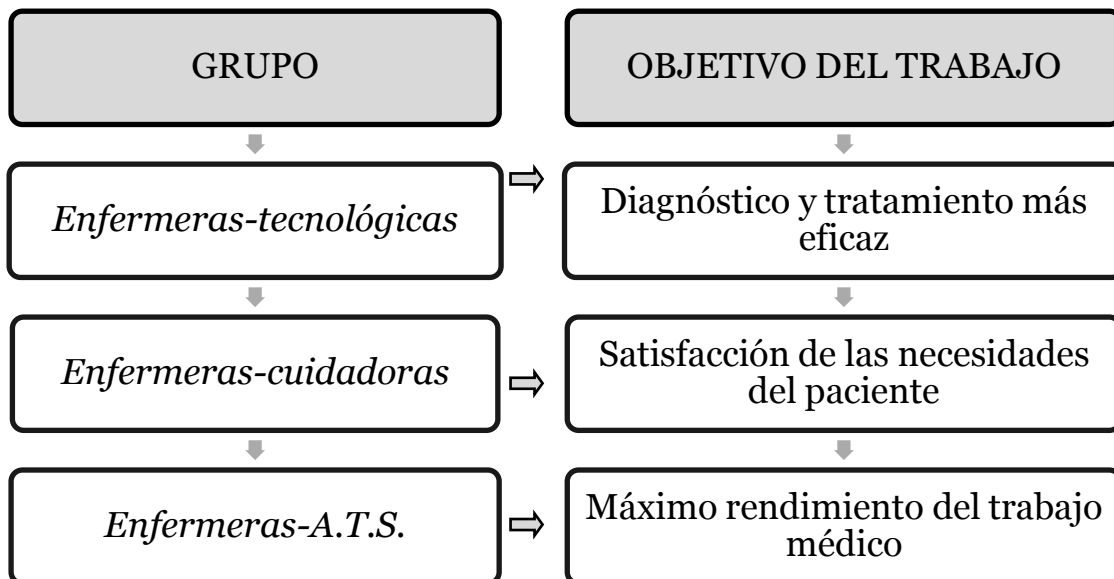 GRUPO
OBJETIVO DEL TRABAJO
Enfermeras-tecnológicas
Diagnóstico y tratamiento más
eficaz
Enfermeras-cuidadoras
Satisfacción de las necesidades
del paciente
Enfermeras-A.T.S.
Máximo rendimiento del trabajo
médico